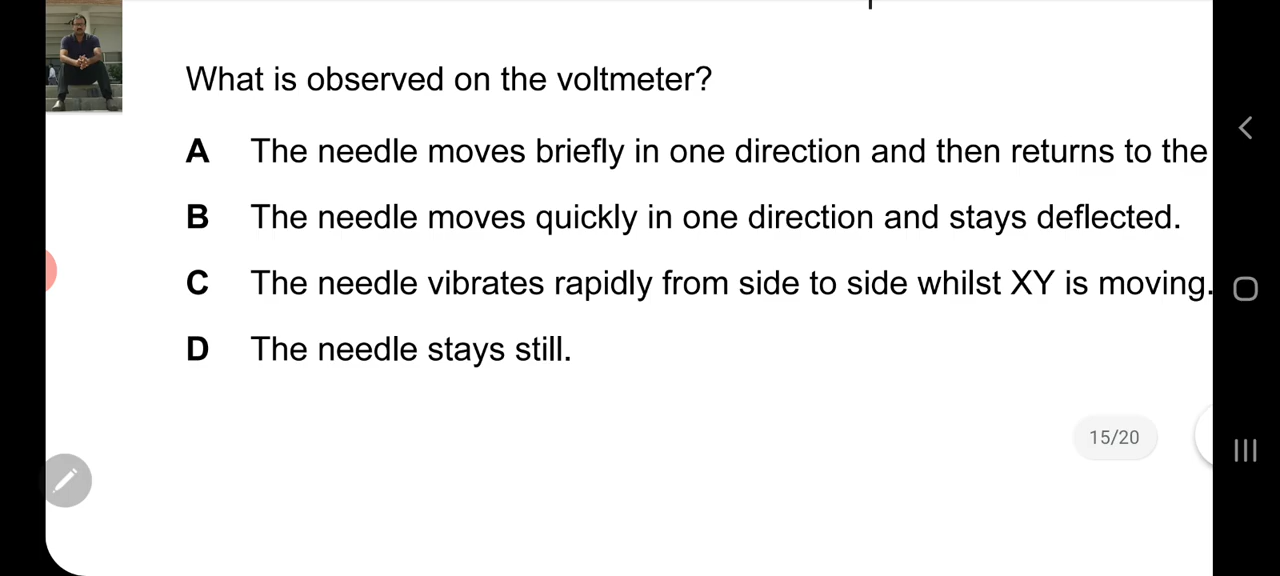 What is observed on the voltmeter?
A The needle moves briefly in one direction and then returns to the
B The needle moves quickly in one direction and stays deflected.
C The needle vibrates rapidly from side to side whilst XY is moving.
D The needle stays still.
15/20